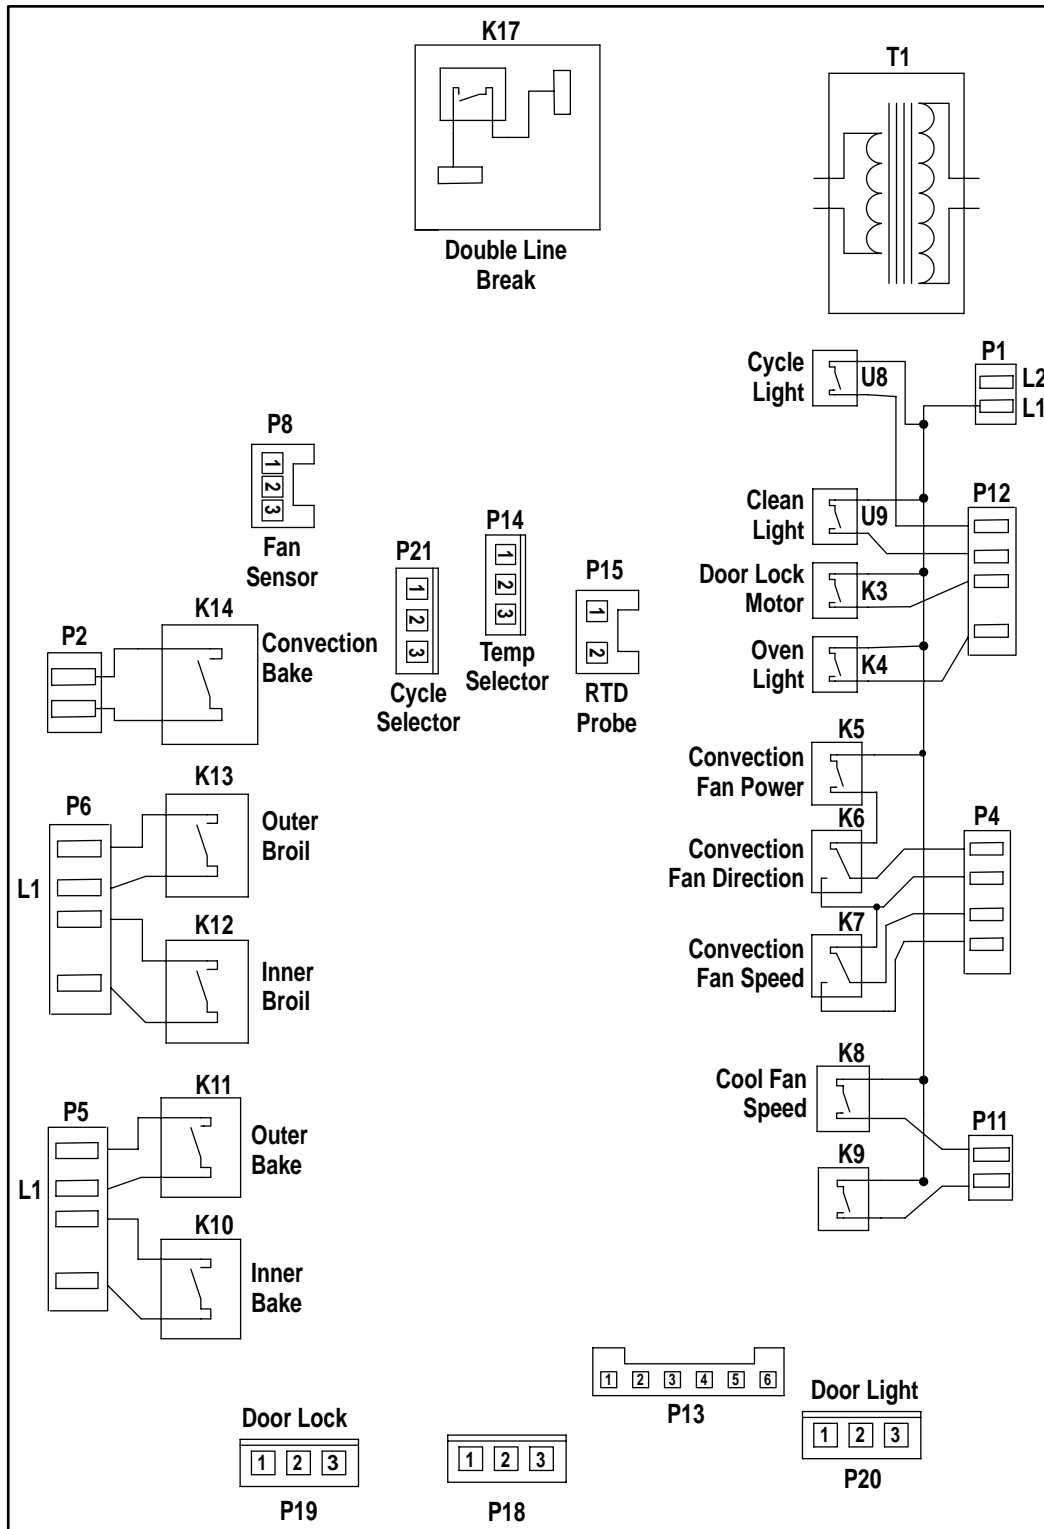 K17
T1
Double Line
Break
Cycle
Light
U8
P1
L2
L1
P8
1
2
3
Fan
Sensor
P21
1
2
3
Cycle
Selector
P14
1
2
3
Temp
Selector
P15
1
2
RTD
Probe
Clean
Light
U9
P12
Door Lock
Motor
K3
Oven
Light
K4
P2
K14
Convection
Bake
K5
Convection
Fan Power
K6
Convection
Fan Direction
P4
K7
Convection
Fan Speed
P6
L1
K13
Outer
Broil
K12
Inner
Broil
K8
Cool Fan
Speed
P11
K9
P5
L1
K11
Outer
Bake
K10
Inner
Bake
1 2 3 4 5 6
P13
Door Light
1 2 3
P20
Door Lock
1 2 3
P19
1 2 3
P18